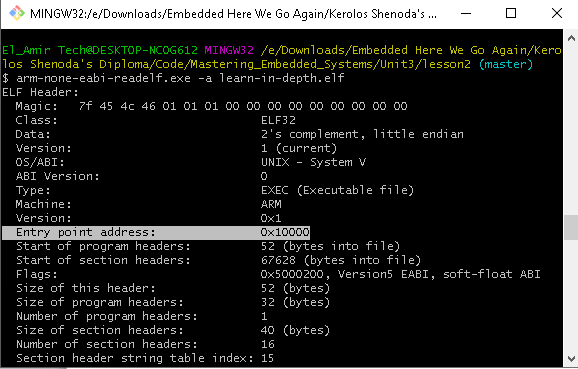 MINGW32:/e/Downloads/Embedded Here We Go Again/Kerolos Shenoda's ...
El_Amir Tech@DESKTOP-NCOG612 MINGW32 /e/Downloads/Embedded Here We Go Again/Kero
los Shenoda's Diploma/Code/Mastering_Embedded_Systems/Unit3/lesson2 (master)
$ arm-none-eabi-readelf.exe -a learn-in-depth.elf
ELF Header:
  Magic:   7f 45 4c 46 01 01 01 00 00 00 00 00 00 00 00 00
  Class:                             ELF32
  Data:                              2's complement, little endian
  Version:                           1 (current)
  OS/ABI:                            UNIX - System V
  ABI Version:                       0
  Type:                              EXEC (Executable file)
  Machine:                           ARM
  Version:                           0x1
  Entry point address:               0x10000
  Start of program headers:          52 (bytes into file)
  Start of section headers:          67628 (bytes into file)
  Flags:                             0x5000200, Version5 EABI, soft-float ABI
  Size of this header:               52 (bytes)
  Size of program headers:           32 (bytes)
  Number of program headers:         1
  Size of section headers:           40 (bytes)
  Number of section headers:         16
  Section header string table index: 15